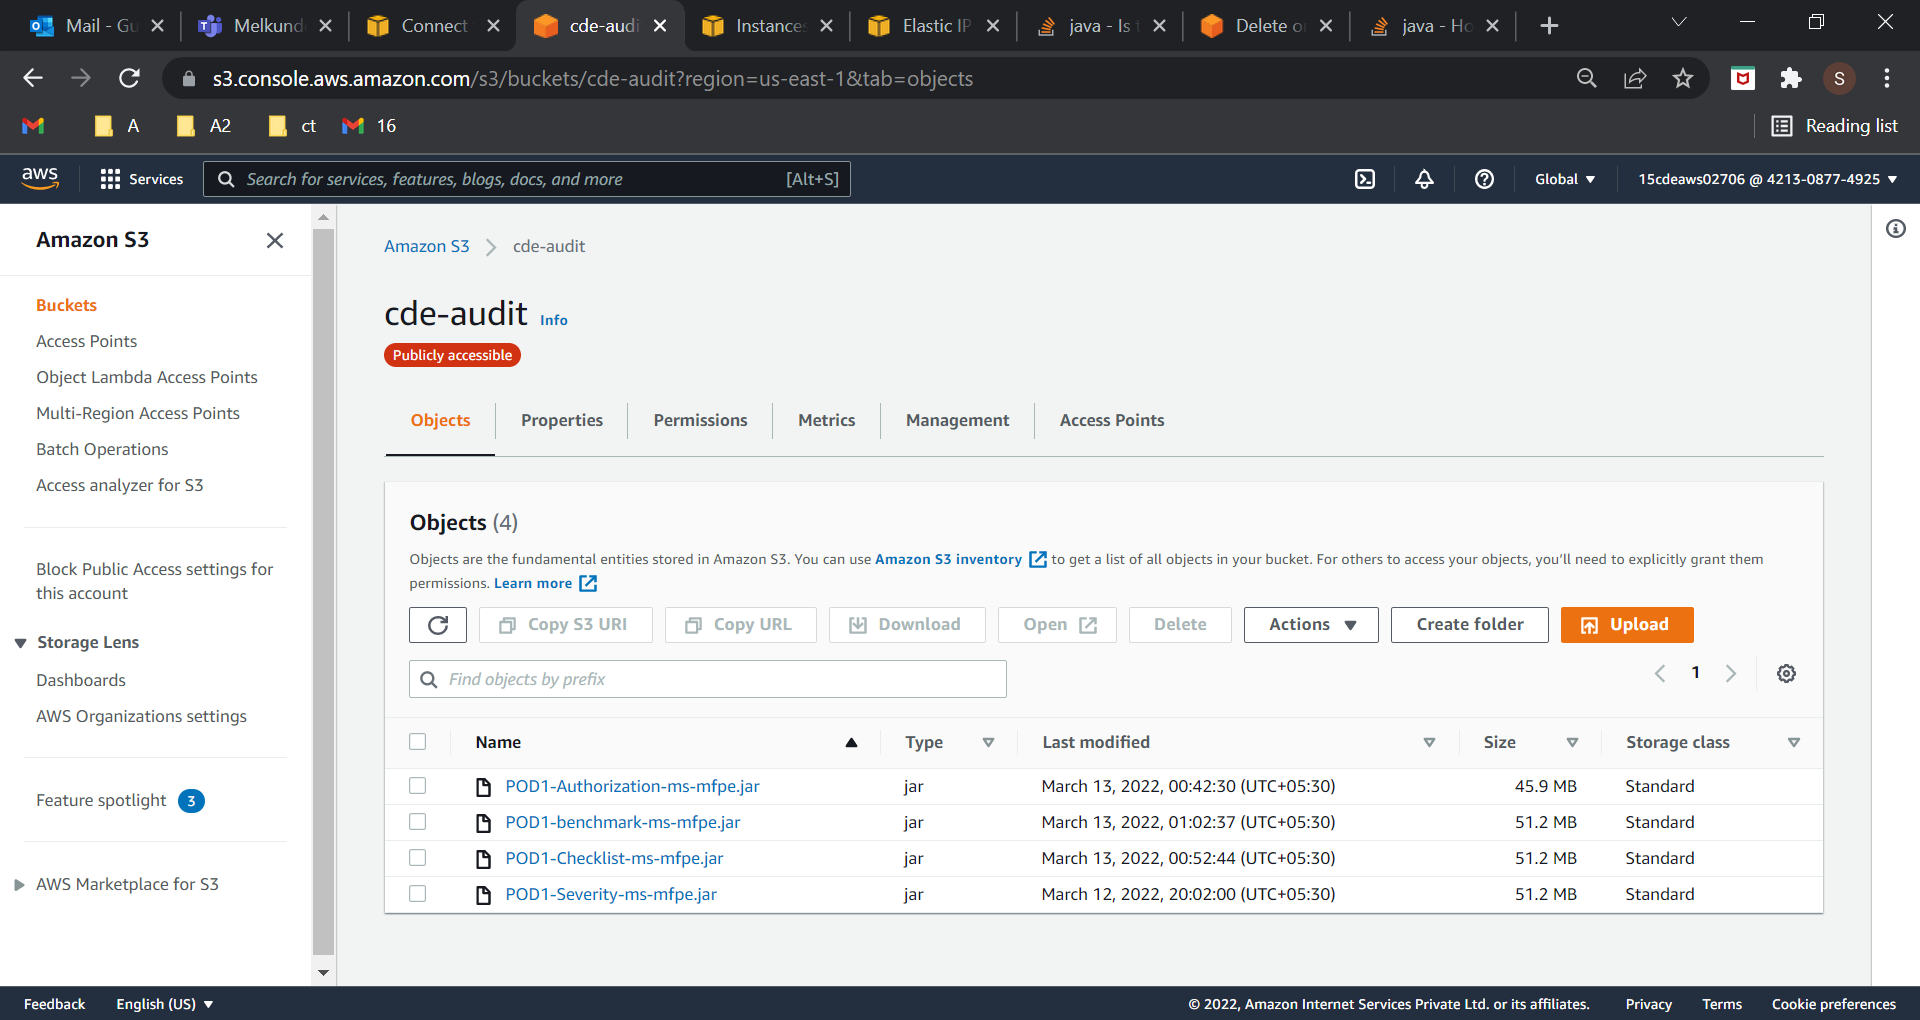 Mail - Gu
Melkund
Connect
cde-audi
Instances
Elastic IP
java - Is t
Delete o
java - Ho
s3.console.aws.amazon.com/s3/buckets/cde-audit?region=us-east-1&tab=objects
S
A
A2
ct
16
Reading list
aws
Services
Search for services, features, blogs, docs, and more
[Alt+S]
Global
15cdeaws02706 @ 4213-0877-4925
Amazon S3
Buckets
Access Points
Object Lambda Access Points
Multi-Region Access Points
Batch Operations
Access analyzer for S3
Block Public Access settings for
this account
Storage Lens
Dashboards
AWS Organizations settings
Feature spotlight 3
AWS Marketplace for S3
Amazon S3 cde-audit
cde-audit Info
Publicly accessible
Objects Properties Permissions Metrics Management Access Points
Objects (4)
Objects are the fundamental entities stored in Amazon S3. You can use Amazon S3 inventory to get a list of all objects in your bucket. For others to access your objects, you'll need to explicitly grant them
permissions. Learn more
Copy S3 URI Copy URL Download Open Delete Actions Create folder Upload
Find objects by prefix
1
Name Type Last modified Size Storage class
POD1-Authorization-ms-mfpe.jar jar March 13, 2022, 00:42:30 (UTC+05:30) 45.9 MB Standard
POD1-benchmark-ms-mfpe.jar jar March 13, 2022, 01:02:37 (UTC+05:30) 51.2 MB Standard
POD1-Checklist-ms-mfpe.jar jar March 13, 2022, 00:52:44 (UTC+05:30) 51.2 MB Standard
POD1-Severity-ms-mfpe.jar jar March 12, 2022, 20:02:00 (UTC+05:30) 51.2 MB Standard
Feedback English (US) © 2022, Amazon Internet Services Private Ltd. or its affiliates. Privacy Terms Cookie preferences